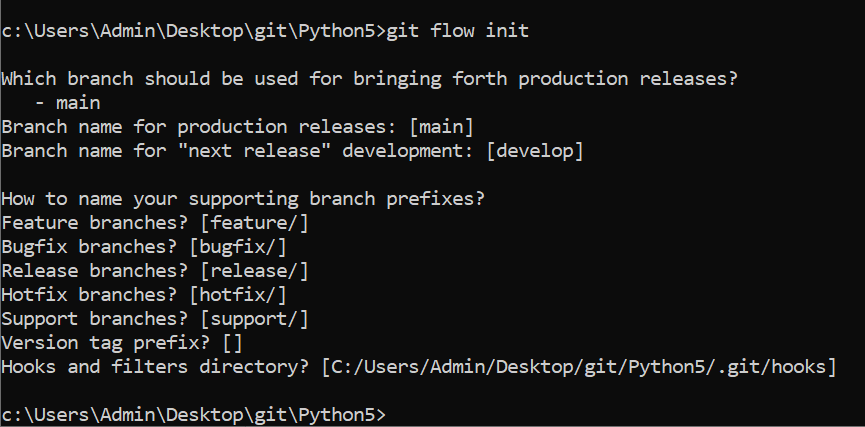 c:\Users\Admin\Desktop\git\Python5>git flow init
Which branch should be used for bringing forth production releases?
   - main
Branch name for production releases: [main]
Branch name for "next release" development: [develop]
How to name your supporting branch prefixes?
Feature branches? [feature/]
Bugfix branches? [bugfix/]
Release branches? [release/]
Hotfix branches? [hotfix/]
Support branches? [support/]
Version tag prefix? []
Hooks and filters directory? [C:/Users/Admin/Desktop/git/Python5/.git/hooks]
c:\Users\Admin\Desktop\git\Python5>